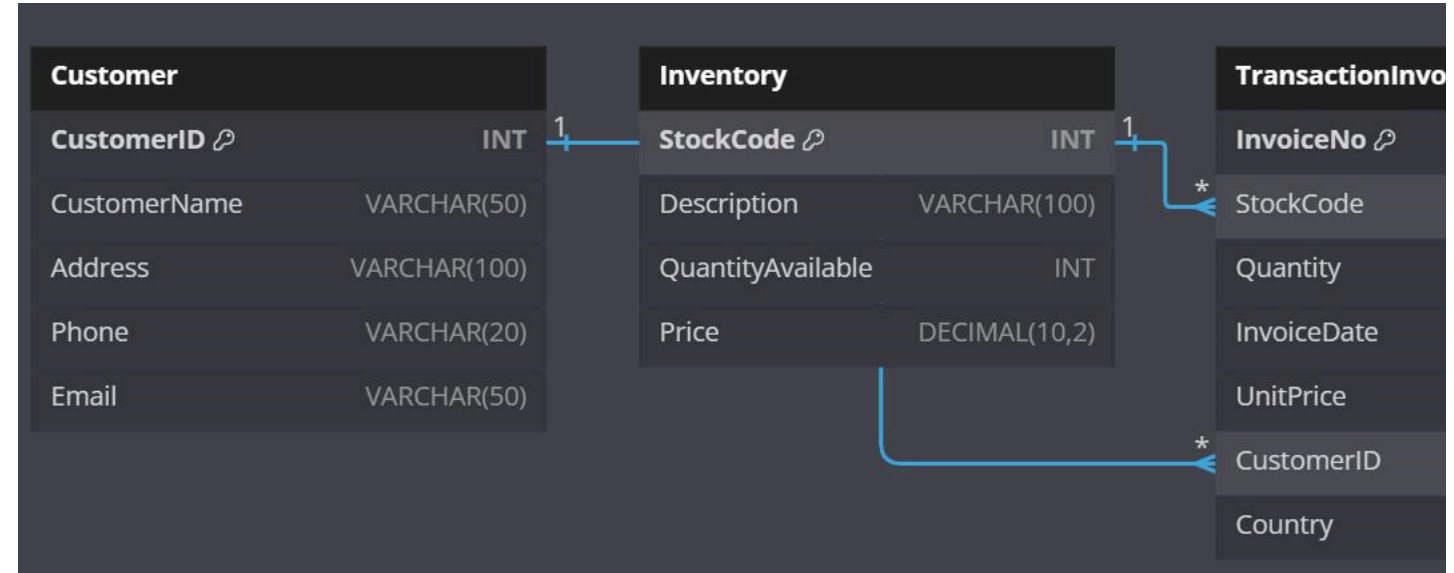 Customer
CustomerID INT
CustomerName VARCHAR(50)
Address VARCHAR(100)
Phone VARCHAR(20)
Email VARCHAR(50)
1
Inventory
StockCode INT
Description VARCHAR(100)
QuantityAvailable INT
Price DECIMAL(10,2)
1
*
*
TransactionInvo
InvoiceNo
StockCode
Quantity
InvoiceDate
UnitPrice
CustomerID
Country